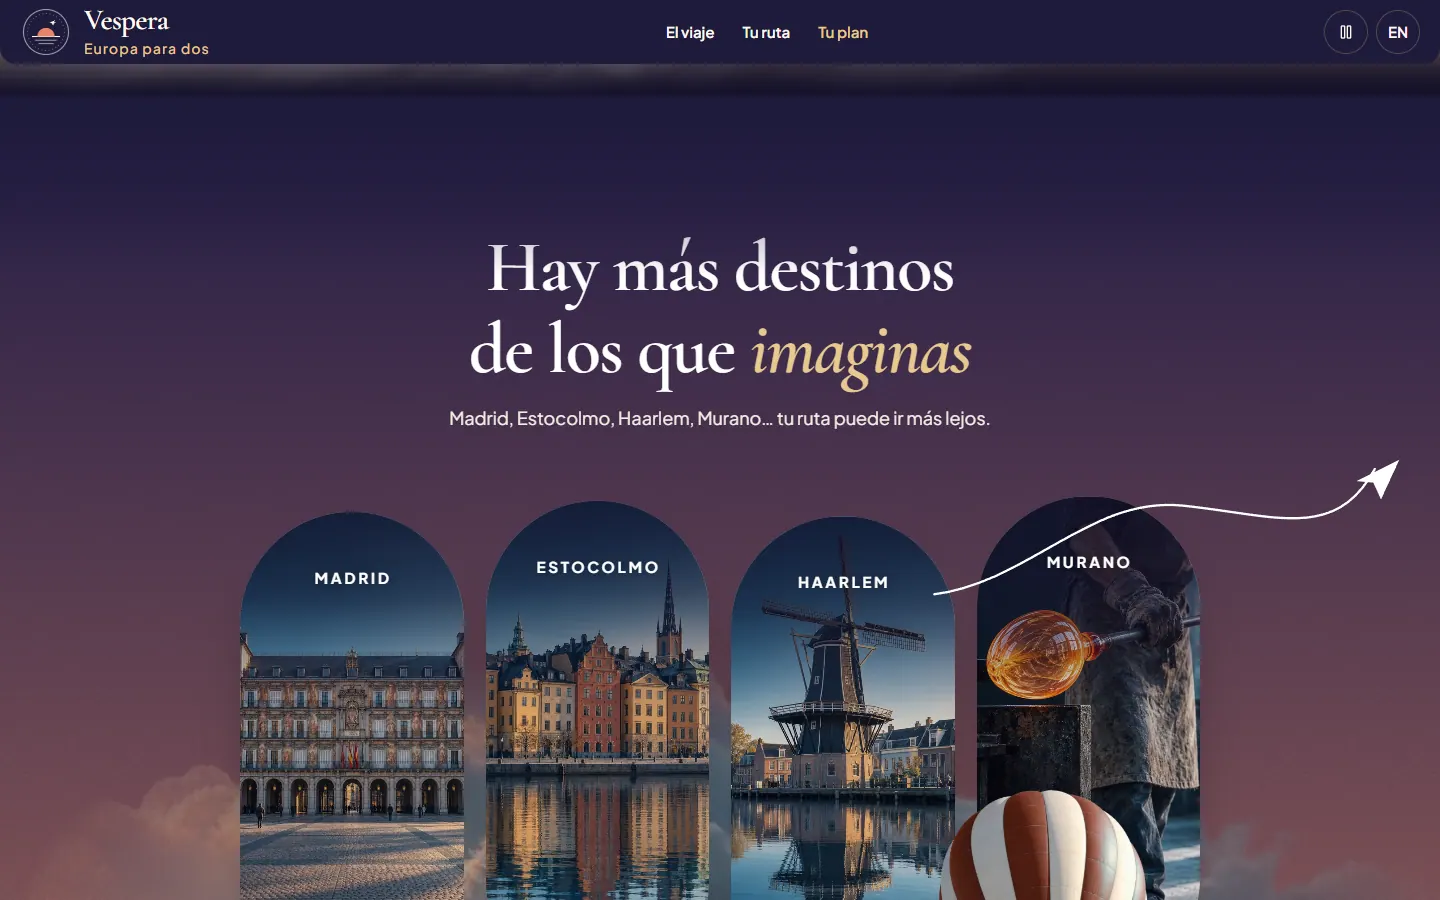 Vespera
Europa para dos
El viaje
Tu ruta
Tu plan
EN
Hay más destinos
de los que imaginas
Madrid, Estocolmo, Haarlem, Murano... tu ruta puede ir más lejos.
MADRID
ESTOCOLMO
HAARLEM
MURANO